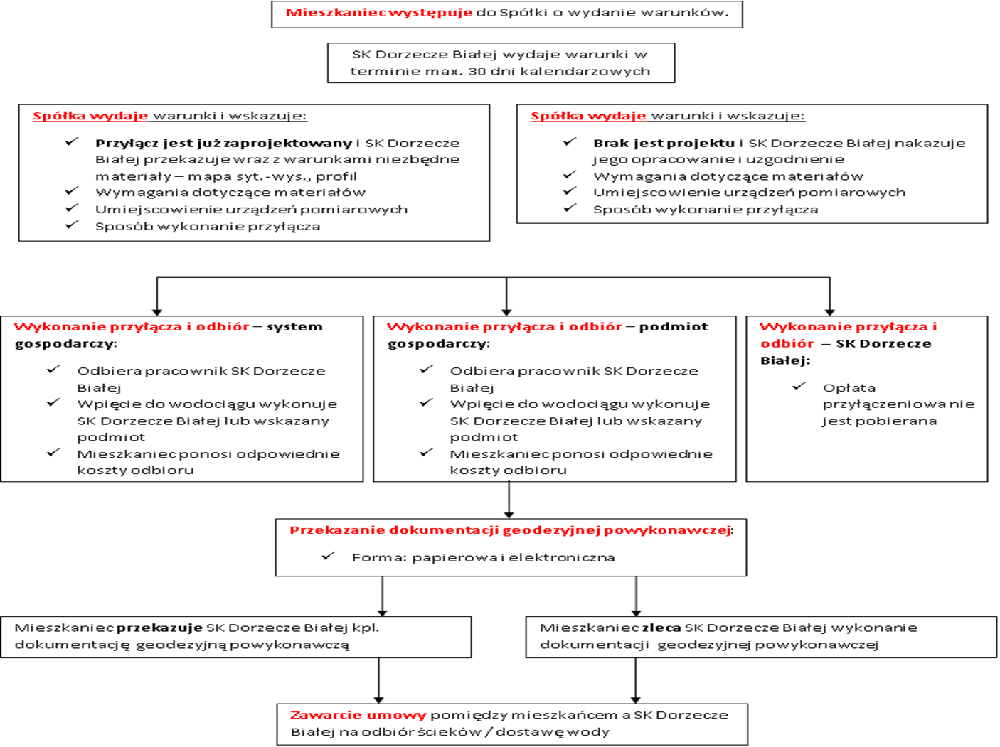 Mieszkaniec występuje do Spółki o wydanie warunków.
SK Dorzecze Białej wydaje warunki w
terminie max. 30 dni kalendarzowych
Spółka wydaje warunki i wskazuje:
✓ Przyłącz jest już zaprojektowany i SK Dorzecze
Białej przekazuje wraz z warunkami niezbędne
materiały – mapa syt.-wys., profil
✓ Wymagania dotyczące materiałów
✓ Umiejscowienie urządzeń pomiarowych
✓ Sposób wykonanie przyłącza
Spółka wydaje warunki i wskazuje:
✓ Brak jest projektu i SK Dorzecze Białej nakazuje
jego opracowanie i uzgodnienie
✓ Wymagania dotyczące materiałów
✓ Umiejscowienie urządzeń pomiarowych
✓ Sposób wykonanie przyłącza
Wykonanie przyłącza i odbiór – system
gospodarczy:
✓ Odbiera pracownik SK Dorzecze
Białej
✓ Wpięcie do wodociągu wykonuje
SK Dorzecze Białej lub wskazany
podmiot
✓ Mieszkaniec ponosi odpowiednie
koszty odbioru
Wykonanie przyłącza i odbiór – podmiot
gospodarczy:
✓ Odbiera pracownik SK Dorzecze
Białej
✓ Wpięcie do wodociągu wykonuje
SK Dorzecze Białej lub wskazany
podmiot
✓ Mieszkaniec ponosi odpowiednie
koszty odbioru
Wykonanie przyłącza i
odbiór – SK Dorzecze
Białej:
✓ Opłata
przyłączeniowa nie
jest pobierana
Przekazanie dokumentacji geodezyjnej powykonawczej:
✓ Forma: papierowa i elektroniczna
Mieszkaniec przekazuje SK Dorzecze Białej kpl.
dokumentację geodezyjną powykonawczą
Mieszkaniec zleca SK Dorzecze Białej wykonanie
dokumentacji geodezyjnej powykonawczej
Zawarcie umowy pomiędzy mieszkańcem a SK Dorzecze
Białej na odbiór ścieków / dostawę wody